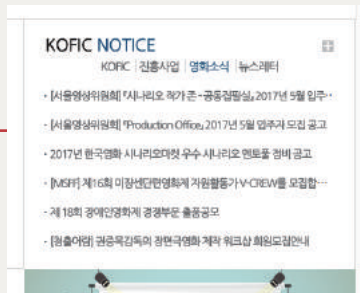 KOFIC NOTICE
KOFIC | 진흥사업 | 영화소식 | 뉴스레터
· [서울영상위원회] 『시나리오 작가 존 - 공동집필실』 2017년 5월 입주···
· [서울영상위원회] 『Production Office』 2017년 5월 입주자 모집 공고
· 2017년 한국영화 시나리오마켓 우수 시나리오 멘토풀 정비 공고
· [MSFF] 제16회 미쟝센단편영화제 자원활동가 V-CREW를 모집합···
· 제 18회 장애인영화제 경쟁부문 출품공모
· [청출어람] 권중목감독의 장편극영화 제작 워크샵 회원모집안내